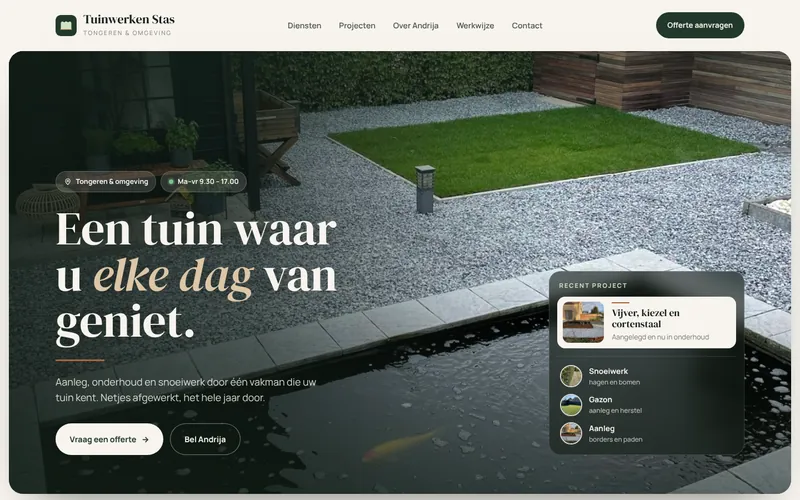 Tuinwerken Stas
TONGEREN & OMGEVING
Diensten
Projecten
Over Andrija
Werkwijze
Contact
Offerte aanvragen
Tongeren & omgeving
Ma–vr 9.30 – 17.00
Een tuin waar
u elke dag van
geniet.
Aanleg, onderhoud en snoeiwerk door één vakman die uw
tuin kent. Netjes afgewerkt, het hele jaar door.
Vraag een offerte →
Bel Andrija
RECENT PROJECT
Vijver, kiezel en
cortenstaal
Aangelegd en nu in onderhoud
Snoeiwerk
hagen en bomen
Gazon
aanleg en herstel
Aanleg
borders en paden